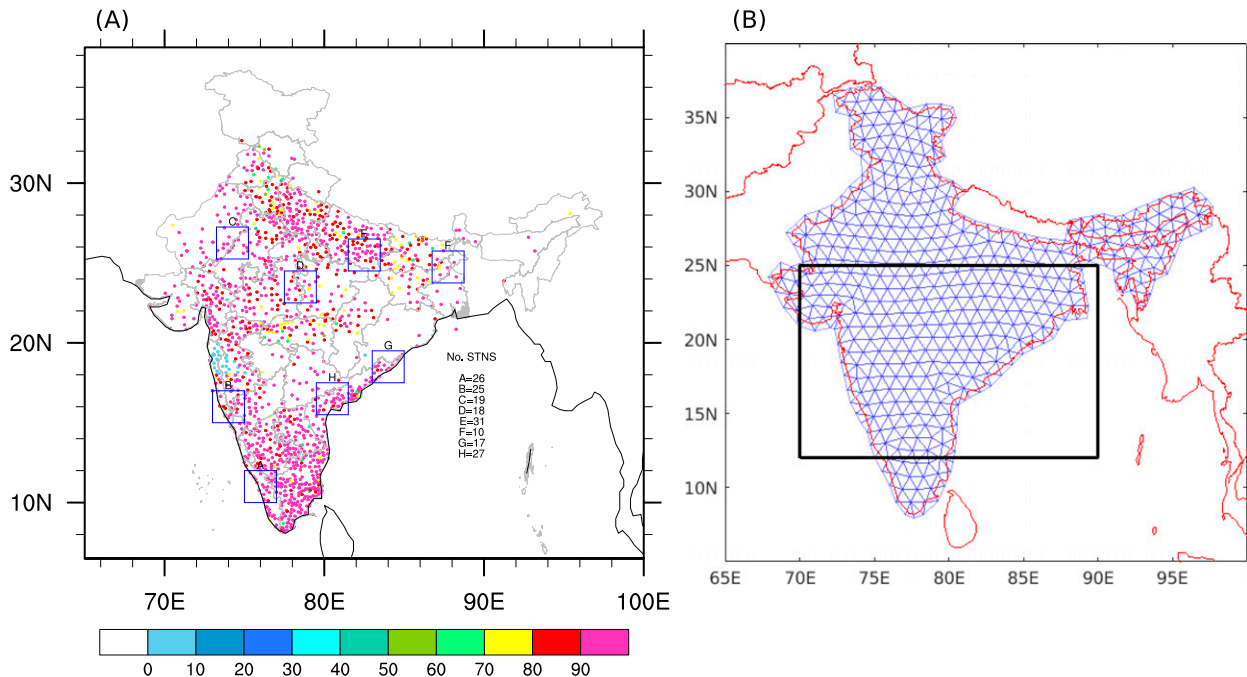 (A)
(B)
30N
20N
10N
70E
80E
90E
100E
C
E
F
D
G
H
B
A
No. STNS
A=26
B=25
C=19
D=18
E=31
F=10
G=17
H=27
0 10 20 30 40 50 60 70 80 90
35N
30N
25N
20N
15N
10N
65E 70E 75E 80E 85E 90E 95E